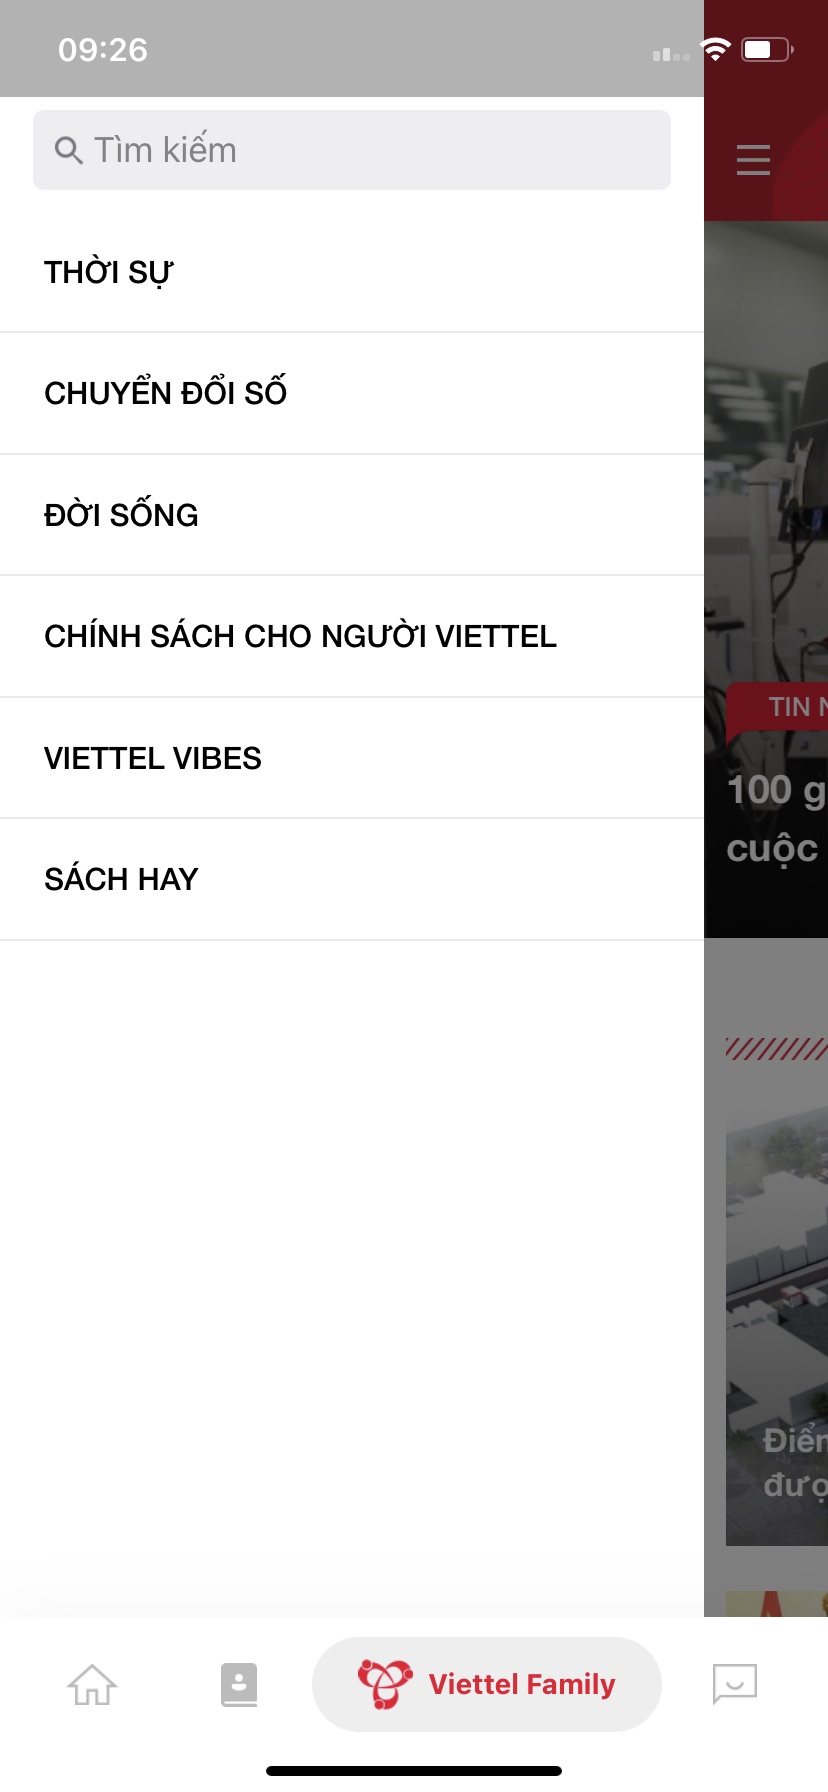 09:26
Tìm kiếm
THỜI SỰ
CHUYỂN ĐỔI SỐ
ĐỜI SỐNG
CHÍNH SÁCH CHO NGƯỜI VIETTEL
VIETTEL VIBES
SÁCH HAY
TIN
100 g
cuộc
Điển
đượ
Viettel Family